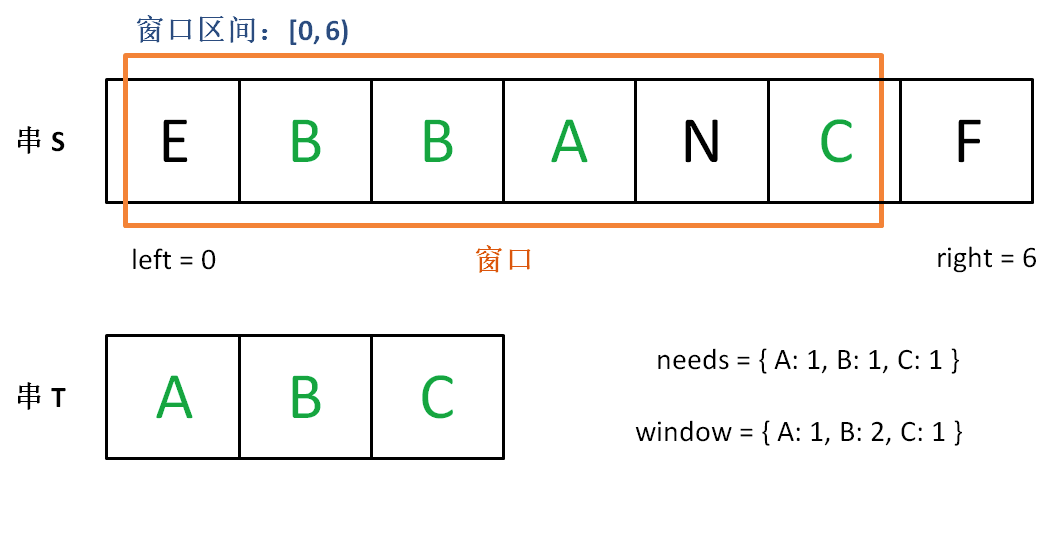 窗口区间：[0, 6)
串 S
E B B A N C F
left = 0
窗口
right = 6
串 T
A B C
needs = { A: 1, B: 1, C: 1 }
window = { A: 1, B: 2, C: 1 }